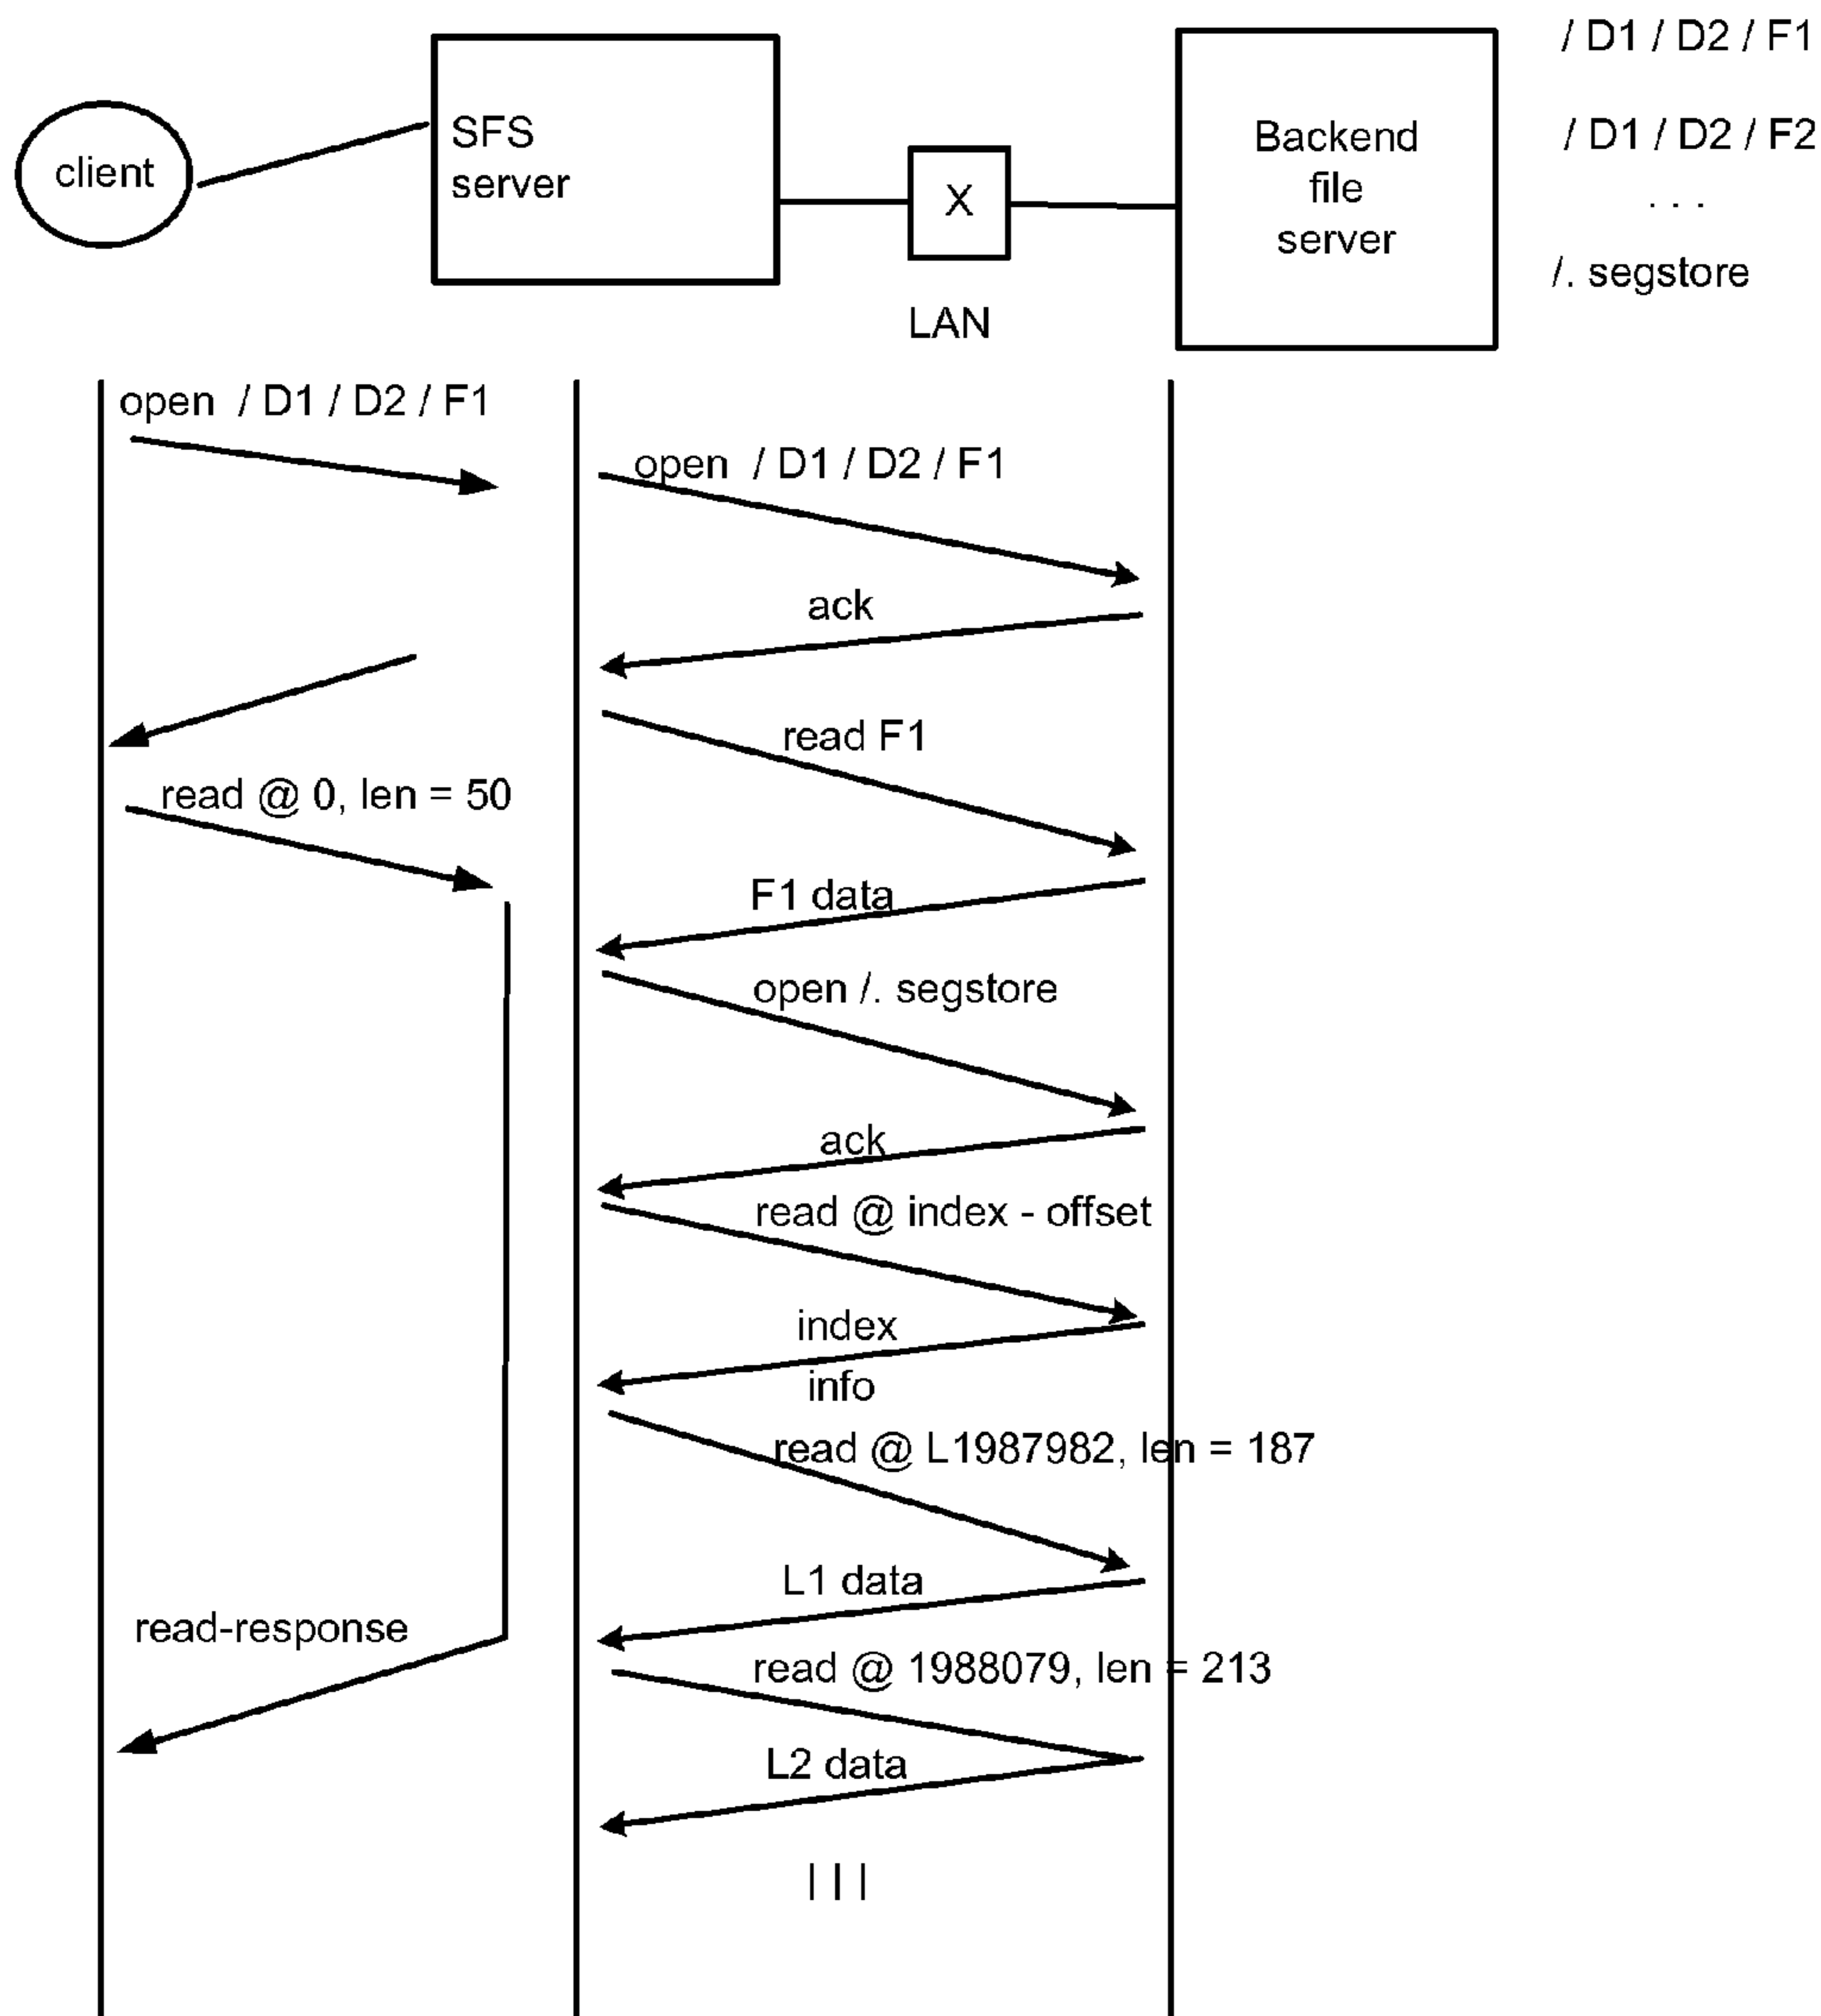 client
SFS
server
X
LAN
Backend
file
server
/ D1 / D2 / F1
/ D1 / D2 / F2
. . .
/. segstore
open / D1 / D2 / F1
open / D1 / D2 / F1
ack
read F1
read @ 0, len = 50
F1 data
open /. segstore
ack
read @ index - offset
index
info
read @ L1987982, len = 187
L1 data
read-response
read @ 1988079, len = 213
L2 data
| | |